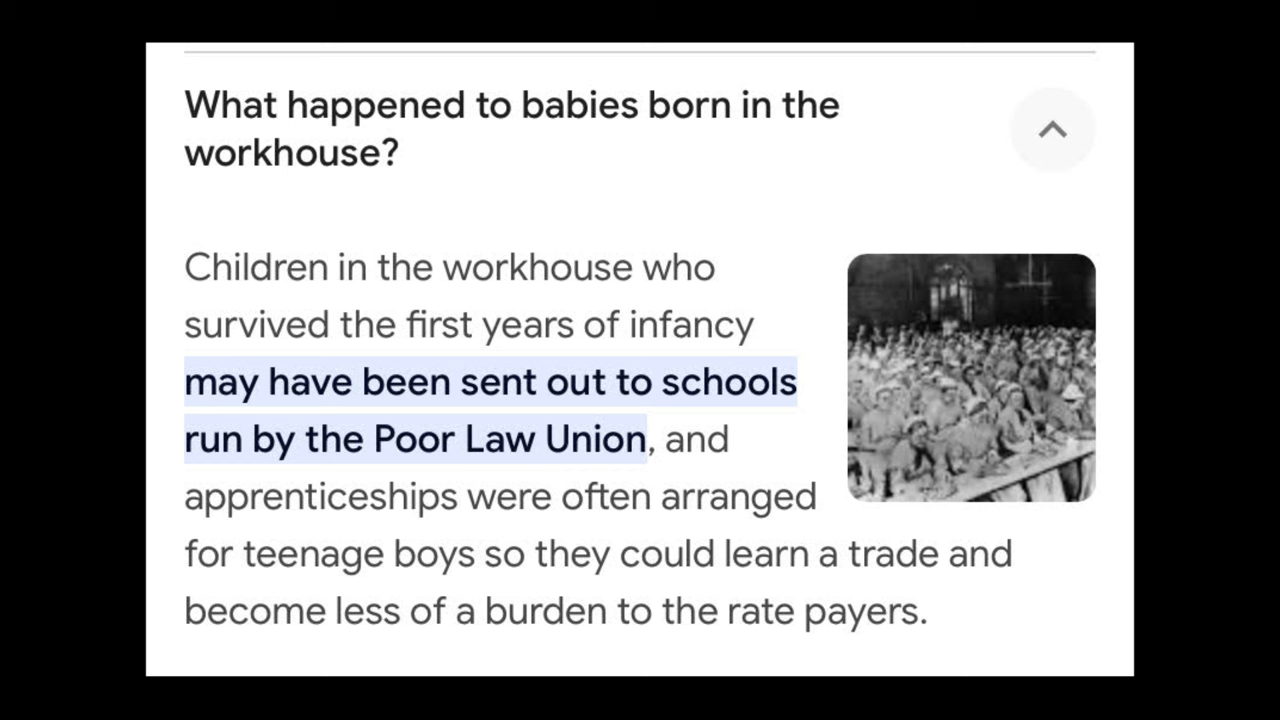 What happened to babies born in the
workhouse?
Children in the workhouse who
survived the first years of infancy
may have been sent out to schools
run by the Poor Law Union, and
apprenticeships were often arranged
for teenage boys so they could learn a trade and
become less of a burden to the rate payers.